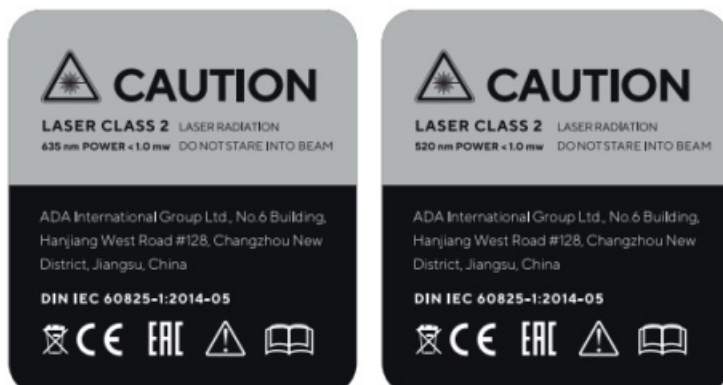 CAUTION
LASER CLASS 2 LASER RADIATION
635 nm POWER < 1.0 mw DO NOT STARE INTO BEAM
ADA International Group Ltd., No.6 Building,
Hanjiang West Road #128, Changzhou New
District, Jiangsu, China
DIN IEC 60825-1:2014-05
CE EAC
CAUTION
LASER CLASS 2 LASER RADIATION
520 nm POWER < 1.0 mw DO NOT STARE INTO BEAM
ADA International Group Ltd., No.6 Building,
Hanjiang West Road #128, Changzhou New
District, Jiangsu, China
DIN IEC 60825-1:2014-05
CE EAC